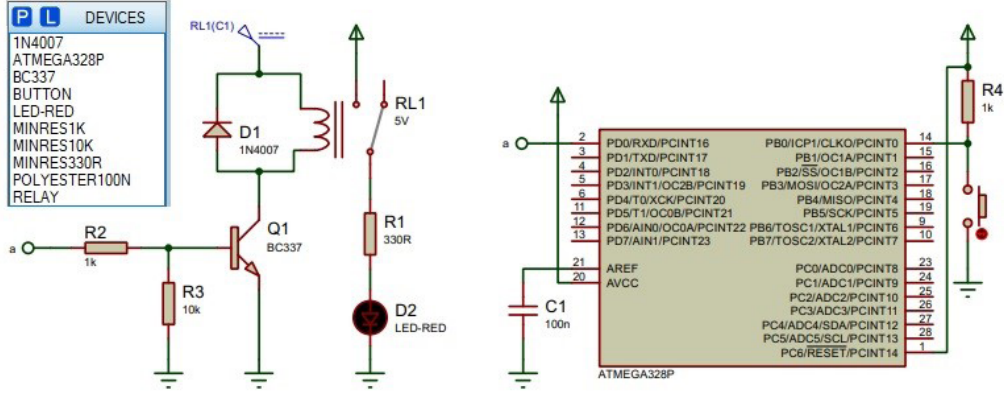 P L DEVICES
1N4007
ATMEGA328P
BC337
BUTTON
LED-RED
MINRES1K
MINRES10K
MINRES330R
POLYESTER100N
RELAY
RL1(C1)
D1
1N4007
RL1
5V
Q1
BC337
a
R2
1k
R3
10k
R1
330R
D2
LED-RED
a
2 PD0/RXD/PCINT16 PB0/ICP1/CLKO/PCINT0 14
3 PD1/TXD/PCINT17 PB1/OC1A/PCINT1 15
4 PD2/INT0/PCINT18 PB2/SS/OC1B/PCINT2 16
5 PD3/INT1/OC2B/PCINT19 PB3/MOSI/OC2A/PCINT3 17
6 PD4/T0/XCK/PCINT20 PB4/MISO/PCINT4 18
11 PD5/T1/OC0B/PCINT21 PB5/SCK/PCINT5 19
12 PD6/AIN0/OC0A/PCINT22 PB6/TOSC1/XTAL1/PCINT6 9
13 PD7/AIN1/PCINT23 PB7/TOSC2/XTAL2/PCINT7 10
21 AREF PC0/ADC0/PCINT8 23
20 AVCC PC1/ADC1/PCINT9 24
PC2/ADC2/PCINT10 25
PC3/ADC3/PCINT11 26
PC4/ADC4/SDA/PCINT12 27
PC5/ADC5/SCL/PCINT13 28
PC6/RESET/PCINT14 1
ATMEGA328P
C1
100n
R4
1k